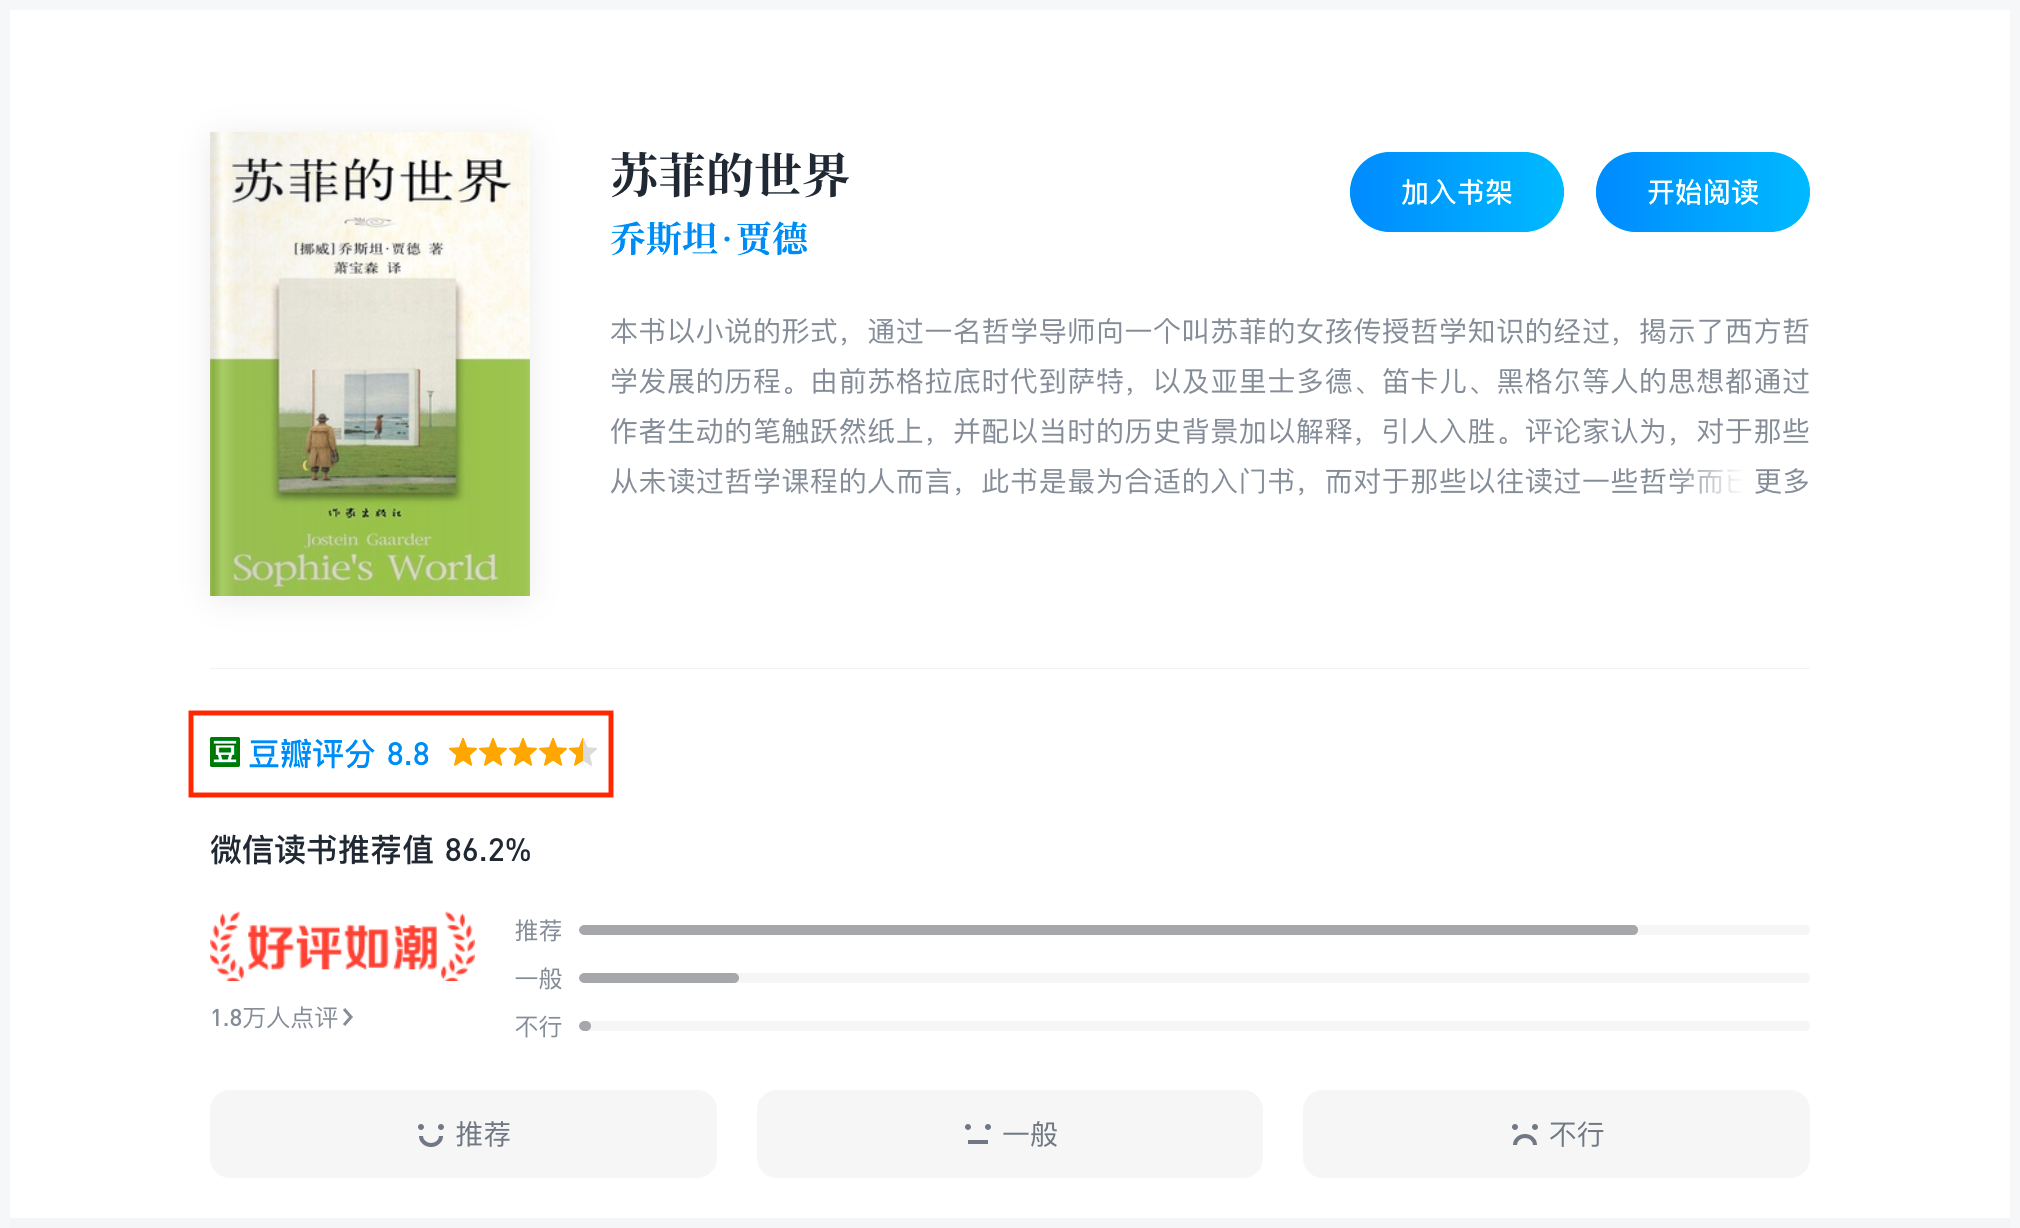 苏菲的世界
[挪威]乔斯坦·贾德 著
萧宝森 译
作家出版社
Jostein Gaarder
Sophie's World
苏菲的世界
乔斯坦·贾德
加入书架
开始阅读
本书以小说的形式，通过一名哲学导师向一个叫苏菲的女孩传授哲学知识的经过，揭示了西方哲
学发展的历程。由前苏格拉底时代到萨特，以及亚里士多德、笛卡儿、黑格尔等人的思想都通过
作者生动的笔触跃然纸上，并配以当时的历史背景加以解释，引人入胜。评论家认为，对于那些
从未读过哲学课程的人而言，此书是最为合适的入门书，而对于那些以往读过一些哲学而已 更多
豆 豆瓣评分 8.8
微信读书推荐值 86.2%
好评如潮
1.8万人点评
推荐
一般
不行
推荐
一般
不行